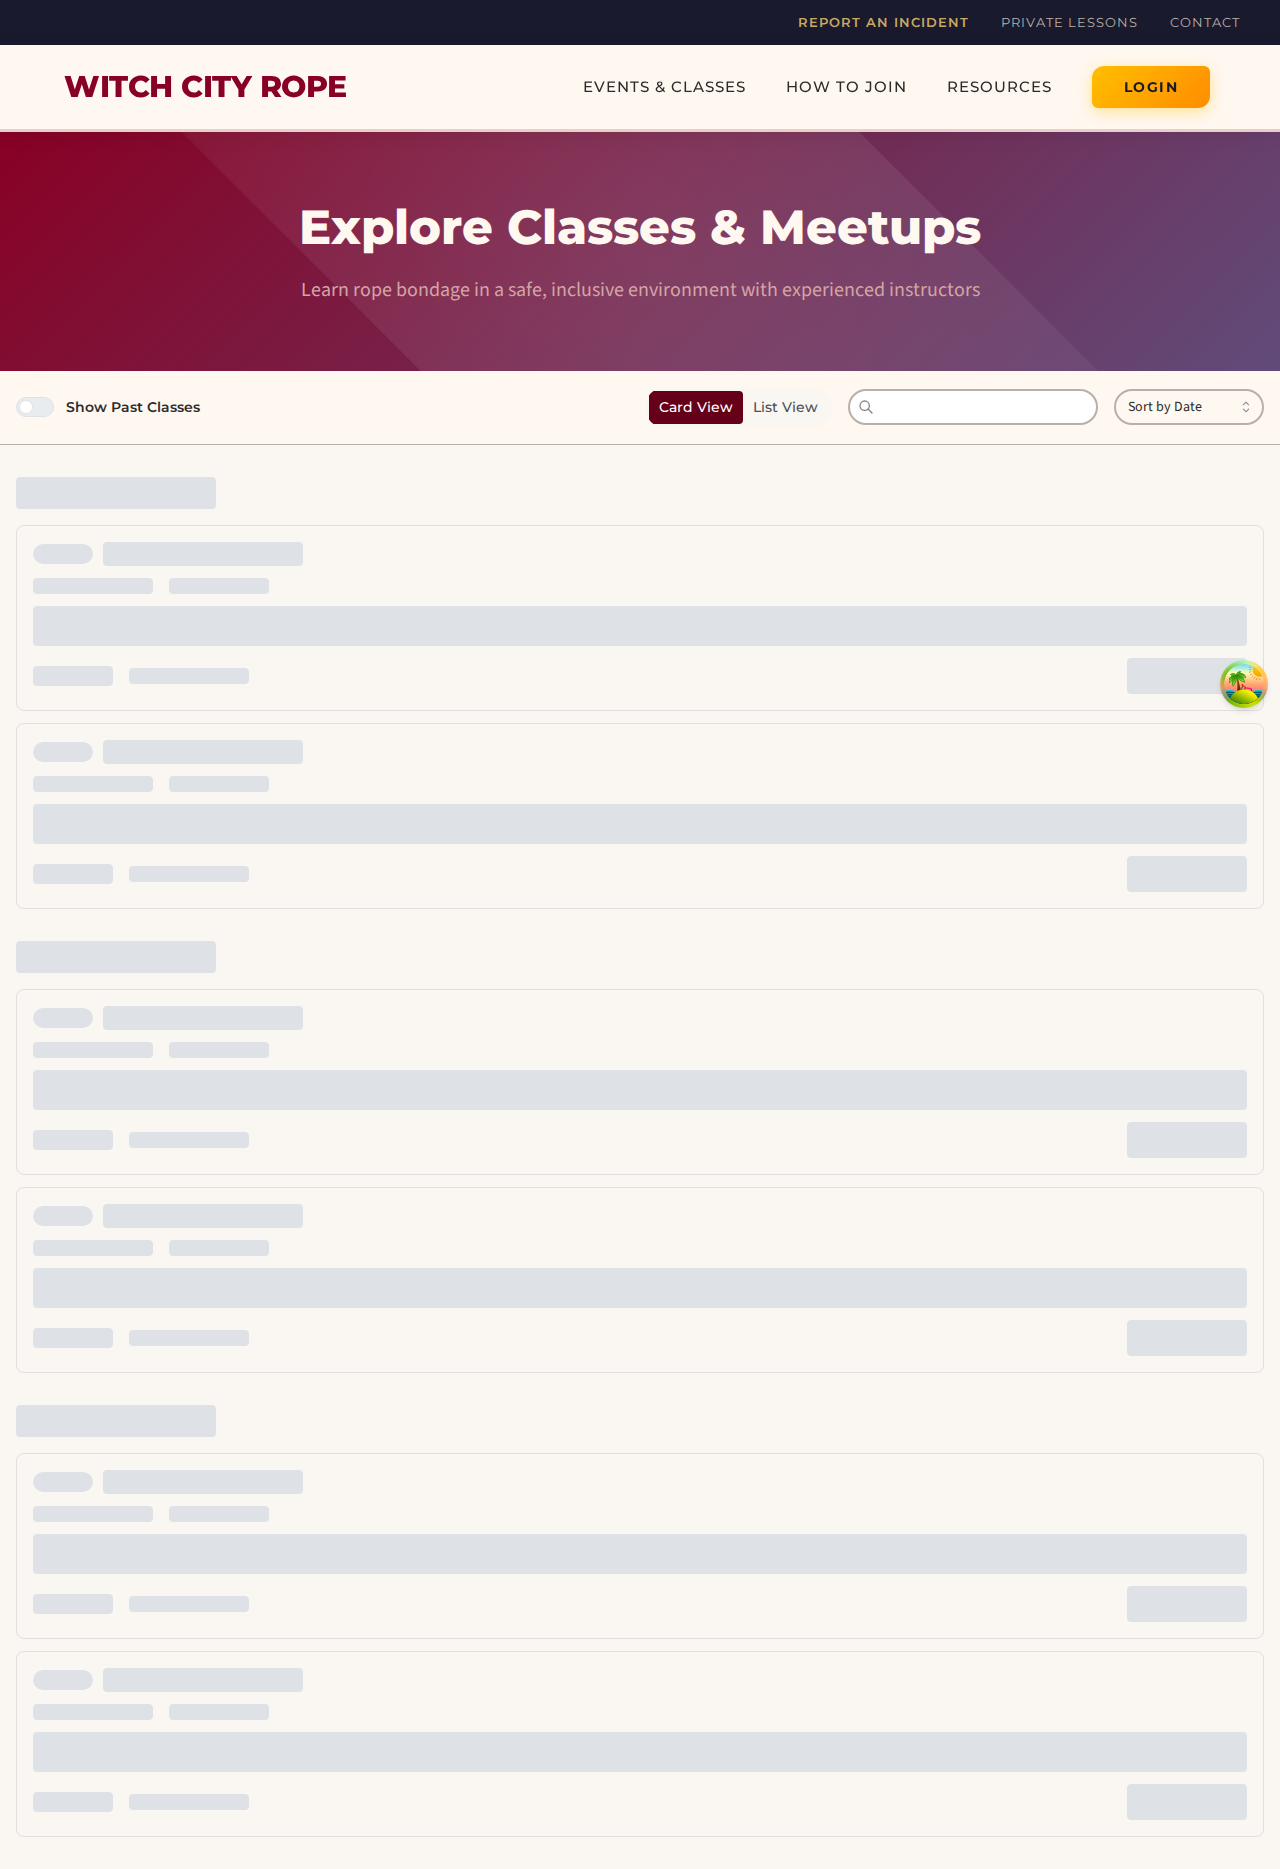 REPORT AN INCIDENT PRIVATE LESSONS CONTACT
WITCH CITY ROPE EVENTS & CLASSES HOW TO JOIN RESOURCES LOGIN
Explore Classes & Meetups
Learn rope bondage in a safe, inclusive environment with experienced instructors
Show Past Classes Card View List View Sort by Date